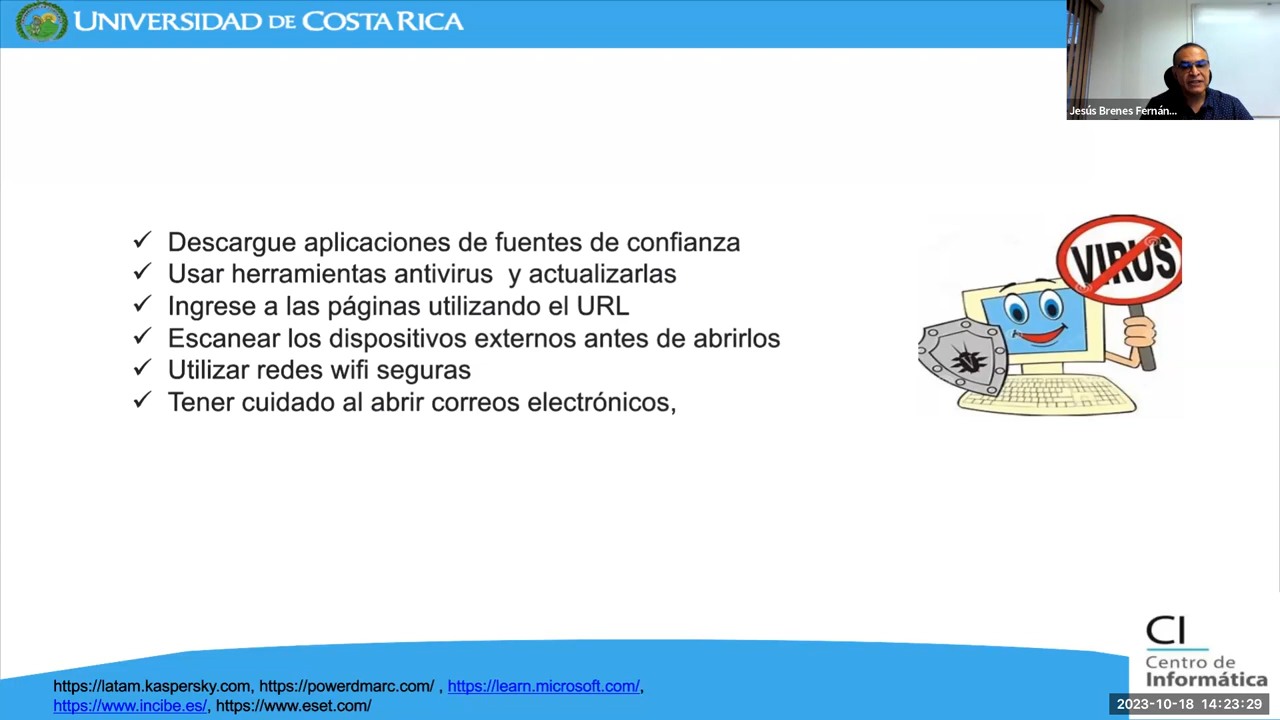 UNIVERSIDAD DE COSTA RICA
Jesús Brenes Fernán...
✓ Descargue aplicaciones de fuentes de confianza
✓ Usar herramientas antivirus y actualizarlas
✓ Ingrese a las páginas utilizando el URL
✓ Escanear los dispositivos externos antes de abrirlos
✓ Utilizar redes wifi seguras
✓ Tener cuidado al abrir correos electrónicos,
VIRUS
V
CI
Centro de
Informática
https://latam.kaspersky.com, https://powerdmarc.com/ , https://learn.microsoft.com/,
https://www.incibe.es/, https://www.eset.com/
2023-10-18 14:23:29